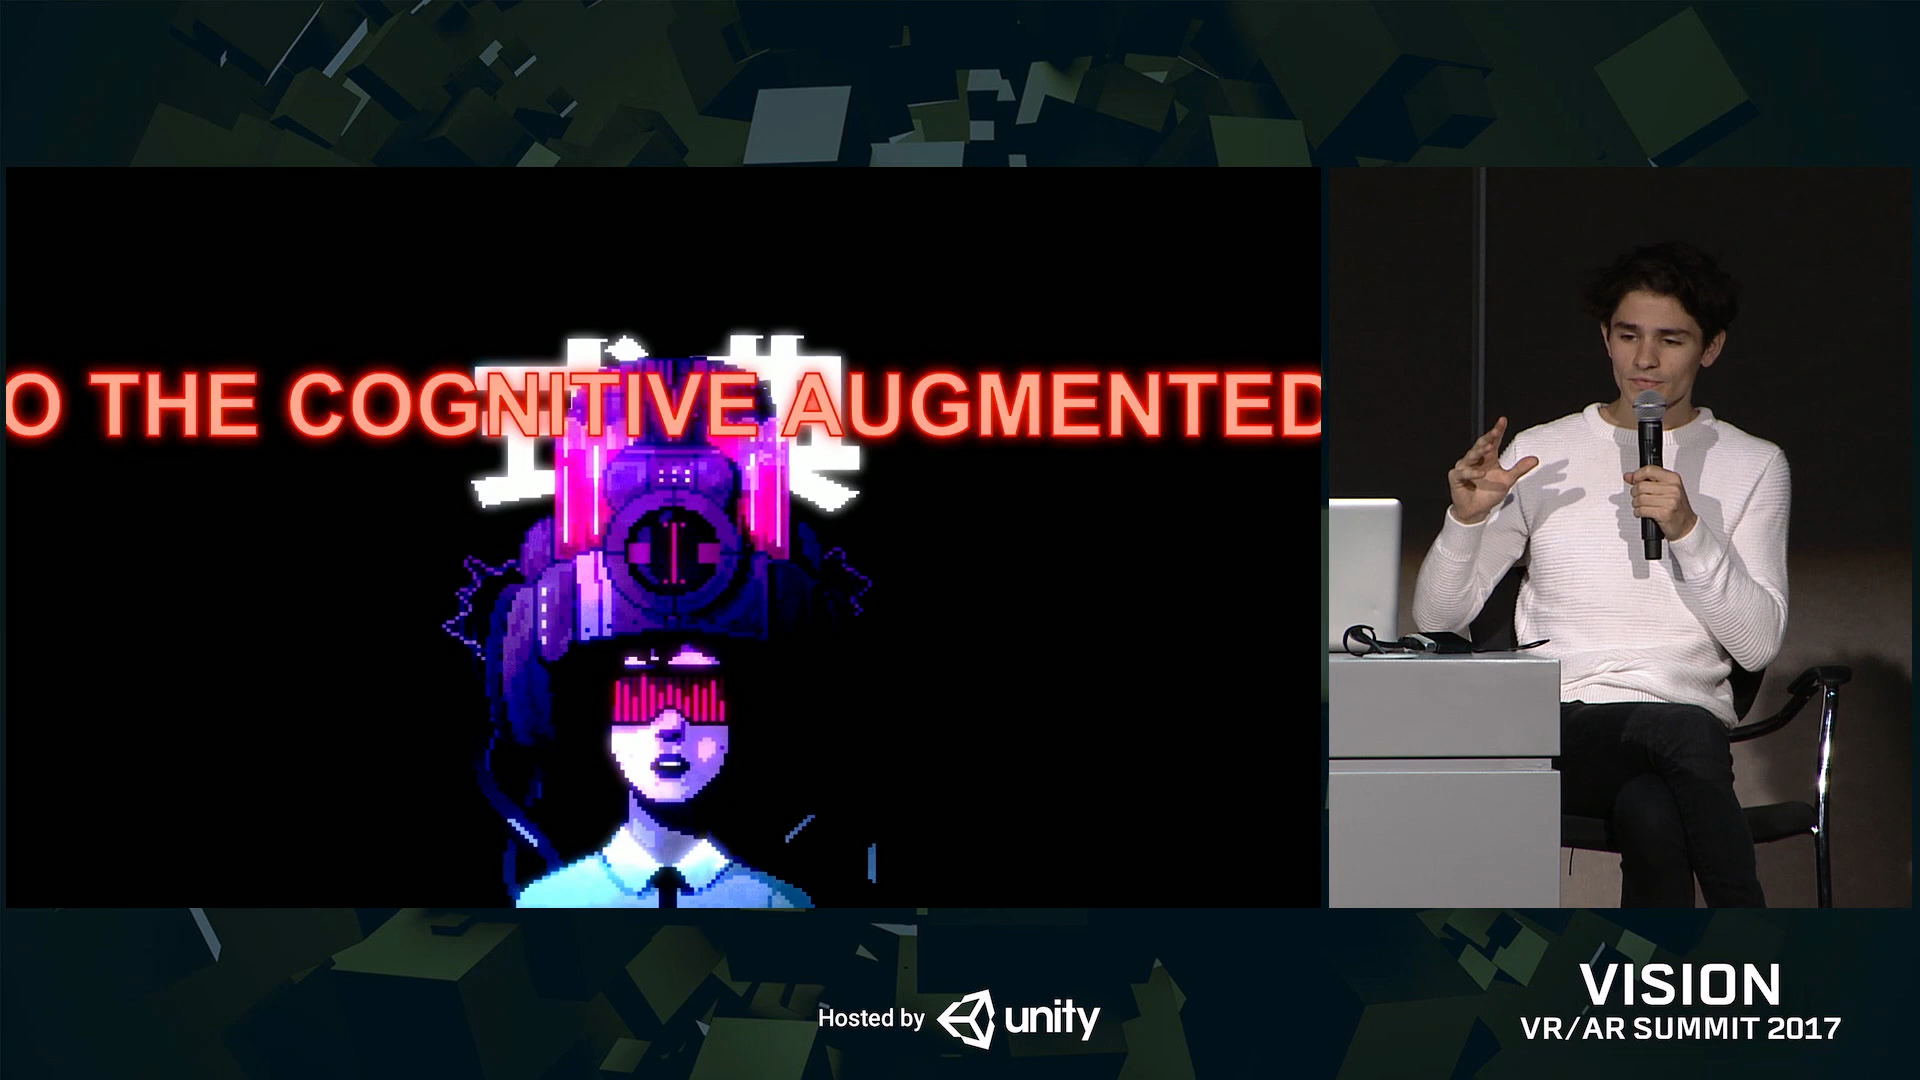 O THE COGNITIVE AUGMENTED
Hosted by unity
VISION
VR/AR SUMMIT 2017